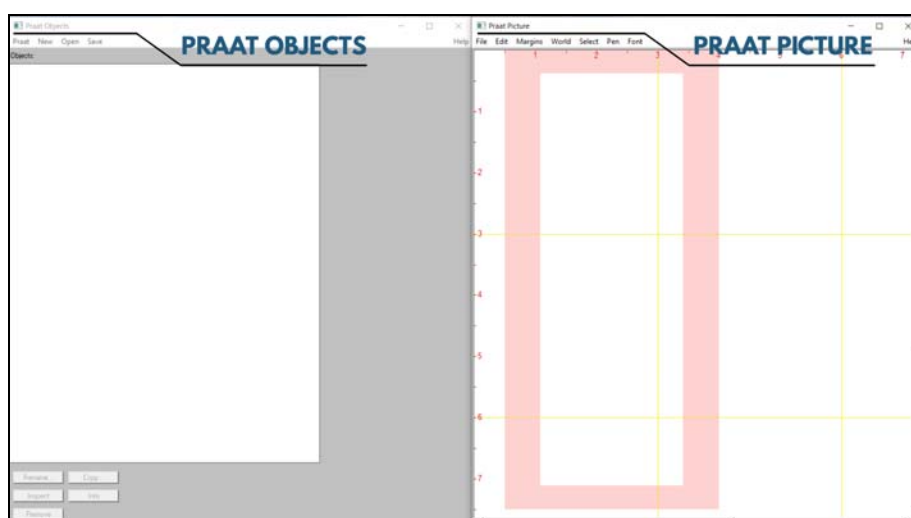 Praat Objects
Praat New Open Save Help
PRAAT OBJECTS
Objects:
Rename Copy
Inspect Info
Remove
Praat Picture
File Edit Margins World Select Pen Font He
PRAAT PICTURE
1 2 3 4 5 6 7
1
2
3
4
5
6
7